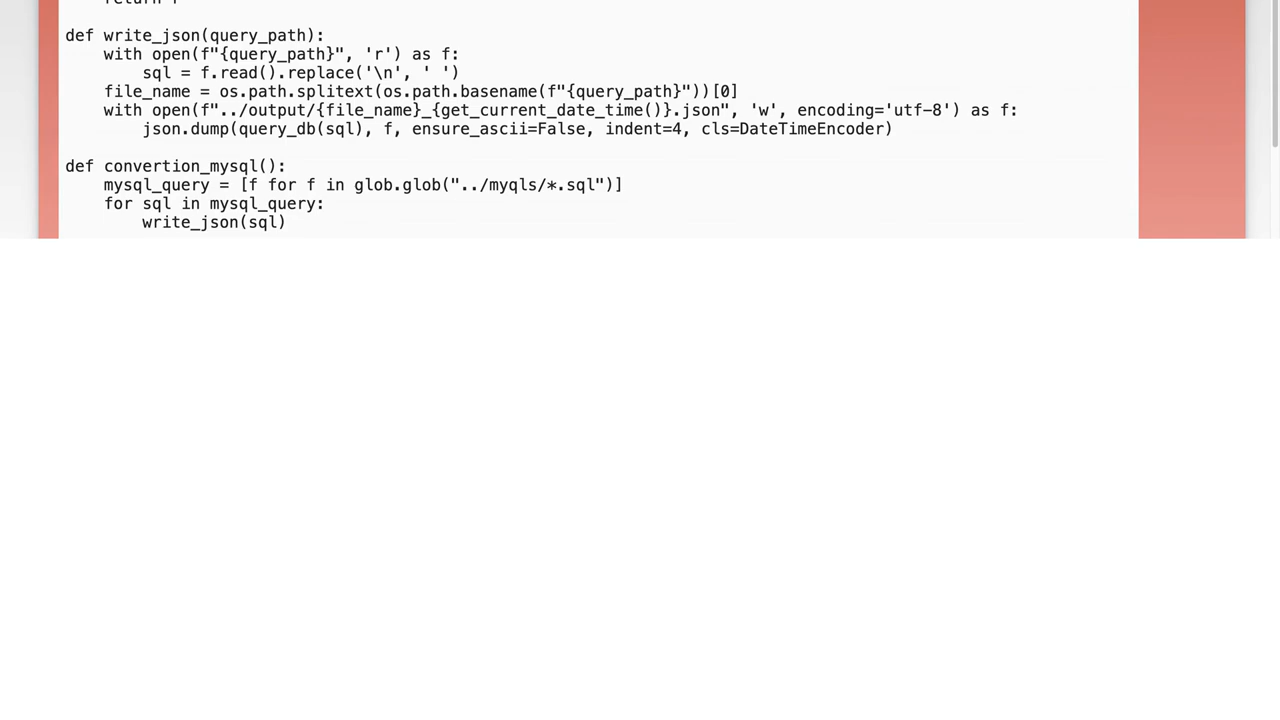 return r
def write_json(query_path):
    with open(f"{query_path}", 'r') as f:
        sql = f.read().replace('\n', ' ')
    file_name = os.path.splitext(os.path.basename(f"{query_path}"))[0]
    with open(f"../output/{file_name}_{get_current_date_time()}.json", 'w', encoding='utf-8') as f:
        json.dump(query_db(sql), f, ensure_ascii=False, indent=4, cls=DateTimeEncoder)
def convertion_mysql():
    mysql_query = [f for f in glob.glob("../myqls/*.sql")]
    for sql in mysql_query:
        write_json(sql)